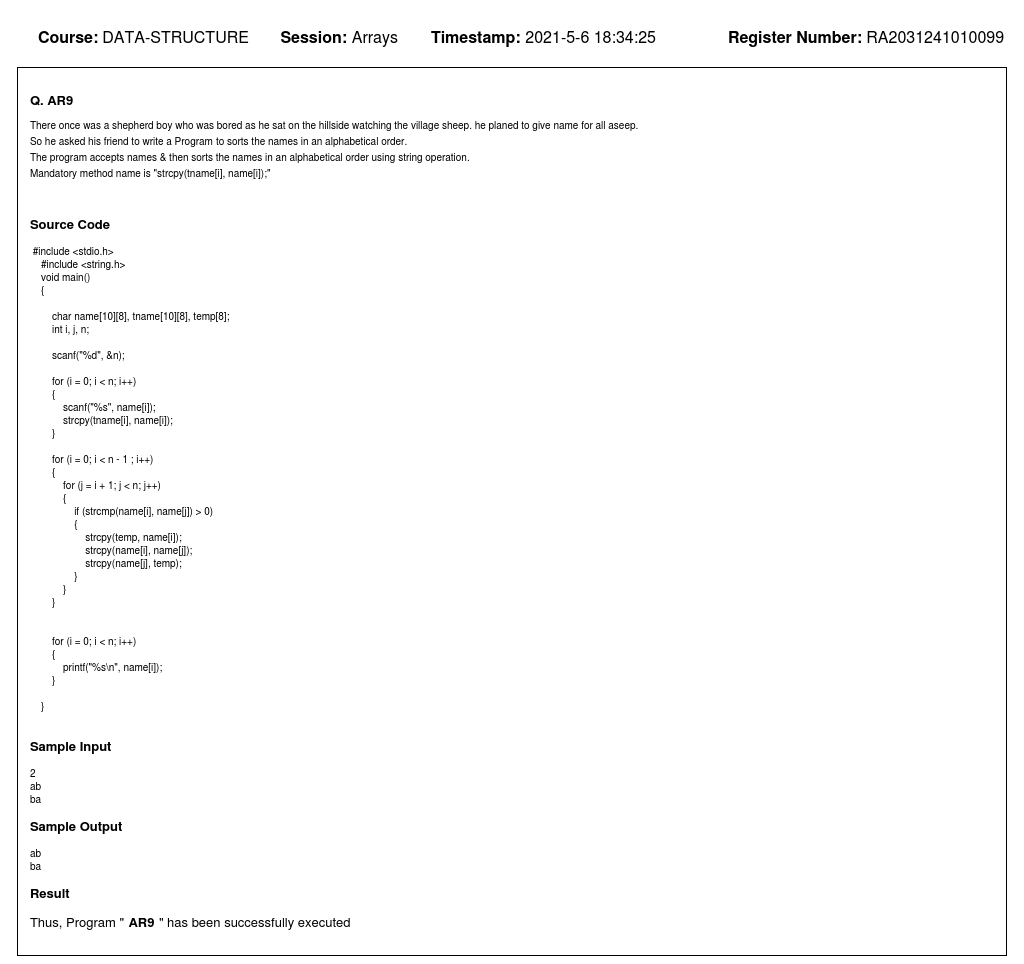 Course: DATA-STRUCTURE Session: Arrays Timestamp: 2021-5-6 18:34:25 Register Number: RA2031241010099
Q. AR9
There once was a shepherd boy who was bored as he sat on the hillside watching the village sheep. he planed to give name for all aseep.
So he asked his friend to write a Program to sorts the names in an alphabetical order.
The program accepts names & then sorts the names in an alphabetical order using string operation.
Mandatory method name is "strcpy(tname[i], name[i]);"
Source Code
#include <stdio.h>
#include <string.h>
void main()
{
char name[10][8], tname[10][8], temp[8];
int i, j, n;
scanf("%d", &n);
for (i = 0; i < n; i++)
{
scanf("%s", name[i]);
strcpy(tname[i], name[i]);
}
for (i = 0; i < n - 1 ; i++)
{
for (j = i + 1; j < n; j++)
{
if (strcmp(name[i], name[j]) > 0)
{
strcpy(temp, name[i]);
strcpy(name[i], name[j]);
strcpy(name[j], temp);
}
}
}
for (i = 0; i < n; i++)
{
printf("%s\n", name[i]);
}
}
Sample Input
2
ab
ba
Sample Output
ab
ba
Result
Thus, Program " AR9 " has been successfully executed